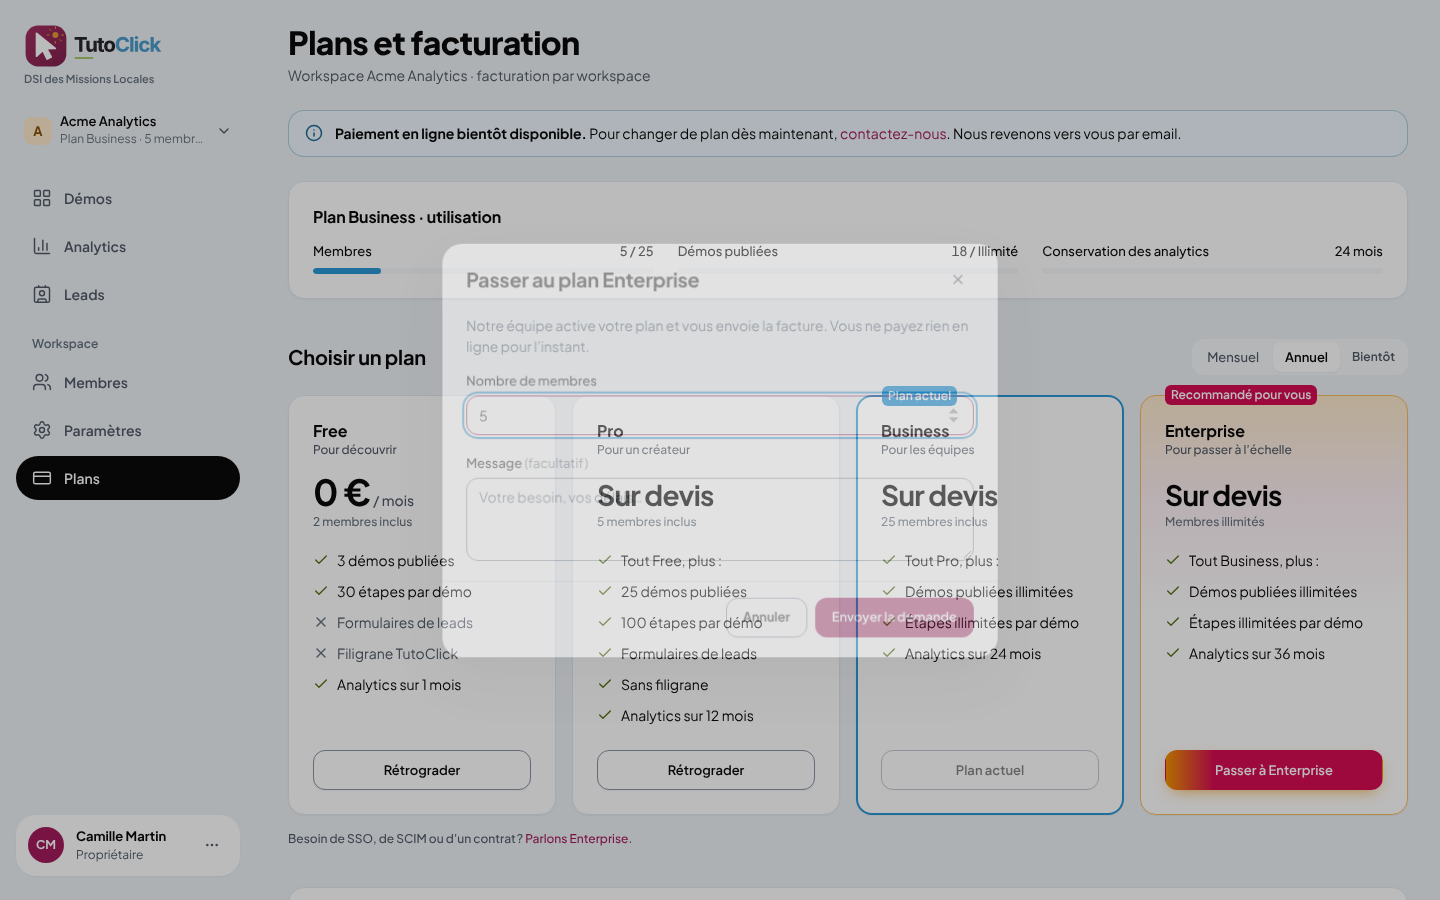 TutoClick
DSI des Missions Locales
A
Acme Analytics
Plan Business · 5 membr...
Démos
Analytics
Leads
Workspace
Membres
Paramètres
Plans
CM
Camille Martin
Propriétaire
Plans et facturation
Workspace Acme Analytics · facturation par workspace
Paiement en ligne bientôt disponible. Pour changer de plan dès maintenant, contactez-nous. Nous revenons vers vous par email.
Plan Business · utilisation
Membres
5 / 25
Démos publiées
18 / Illimité
Conservation des analytics
24 mois
Passer au plan Enterprise
Notre équipe active votre plan et vous envoie la facture. Vous ne payez rien en
ligne pour l'instant.
Nombre de membres
5
Message (facultatif)
Votre besoin, vos délais...
Annuler
Envoyer la demande
Choisir un plan
Mensuel
Annuel
Bientôt
Free
Pour découvrir
0 € / mois
2 membres inclus
3 démos publiées
30 étapes par démo
Formulaires de leads
Filigrane TutoClick
Analytics sur 1 mois
Rétrograder
Pro
Pour un créateur
Sur devis
5 membres inclus
Tout Free, plus :
25 démos publiées
100 étapes par démo
Formulaires de leads
Sans filigrane
Analytics sur 12 mois
Rétrograder
Plan actuel
Business
Pour les équipes
Sur devis
25 membres inclus
Tout Pro, plus :
Démos publiées illimitées
Étapes illimitées par démo
Analytics sur 24 mois
Plan actuel
Recommandé pour vous
Enterprise
Pour passer à l'échelle
Sur devis
Membres illimités
Tout Business, plus :
Démos publiées illimitées
Étapes illimitées par démo
Analytics sur 36 mois
Passer à Enterprise
Besoin de SSO, de SCIM ou d'un contrat ? Parlons Enterprise.